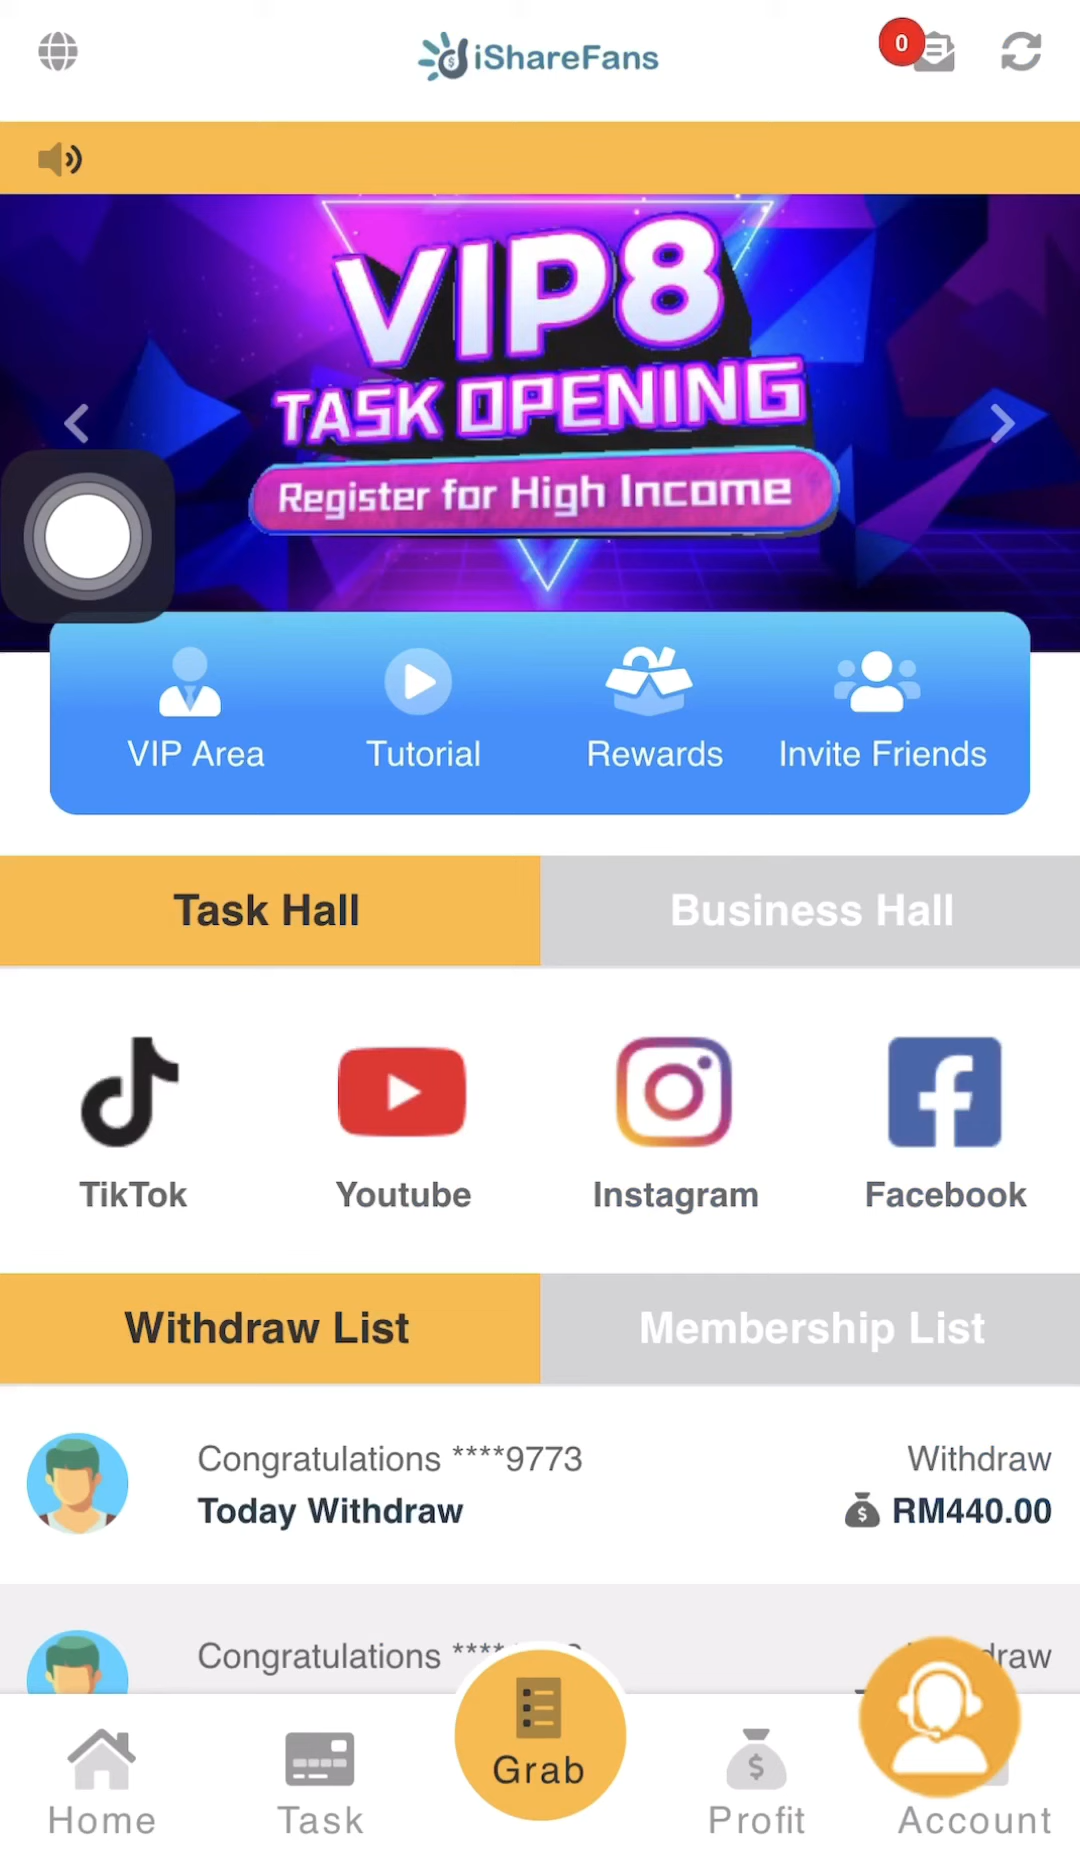 iShareFans
0
VIP8
TASK OPENING
Register for High Income
VIP Area
Tutorial
Rewards
Invite Friends
Task Hall
Business Hall
TikTok
Youtube
Instagram
Facebook
Withdraw List
Membership List
Congratulations ****9773
Withdraw
Today Withdraw
RM440.00
Congratulations
Grab
Home
Task
Profit
Account